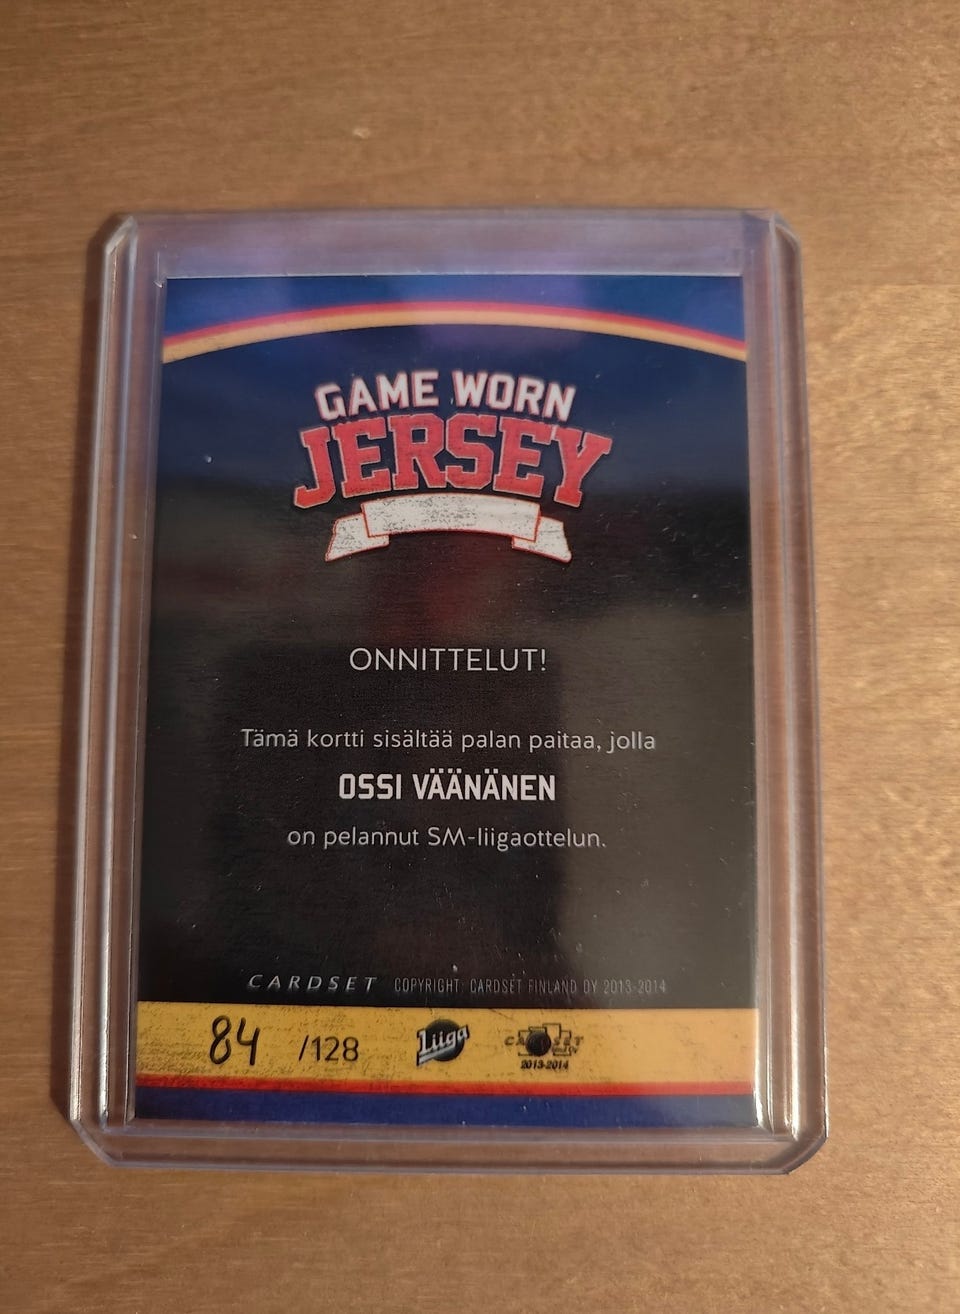 GAME WORN
JERSEY
ONNITTELUT!
Tämä kortti sisältää palan paitaa, jolla
OSSI VÄÄNÄNEN
on pelannut SM-liigaottelun.
CARDSET COPYRIGHT: CARDSET FINLAND OY 2013-2014
84 /128 Liiga CARDSET
2013-2014